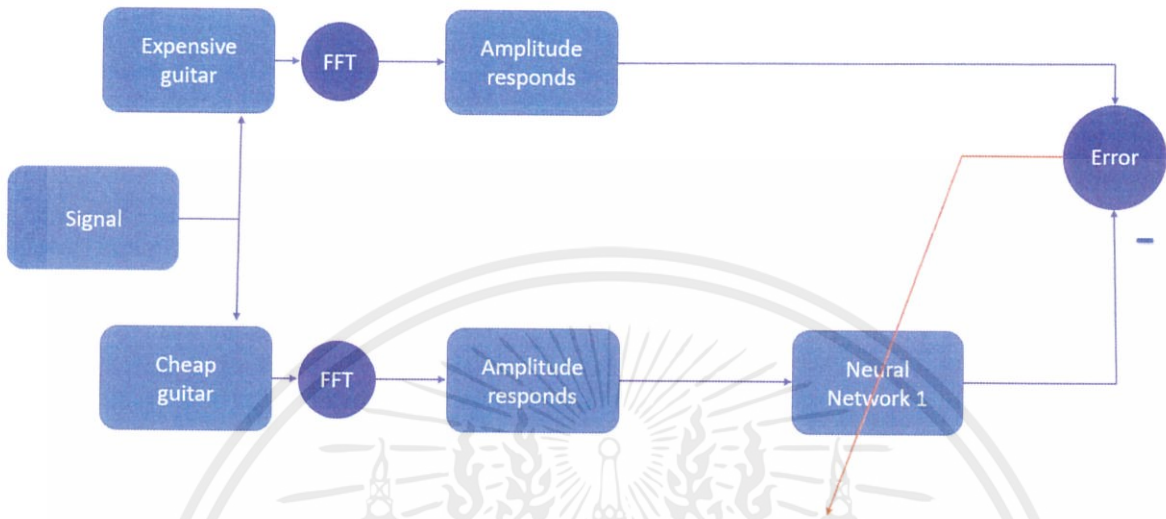 Expensive
guitar
FFT
Amplitude
responds
Error
Signal
Cheap
guitar
FFT
Amplitude
responds
Neural
Network 1
-